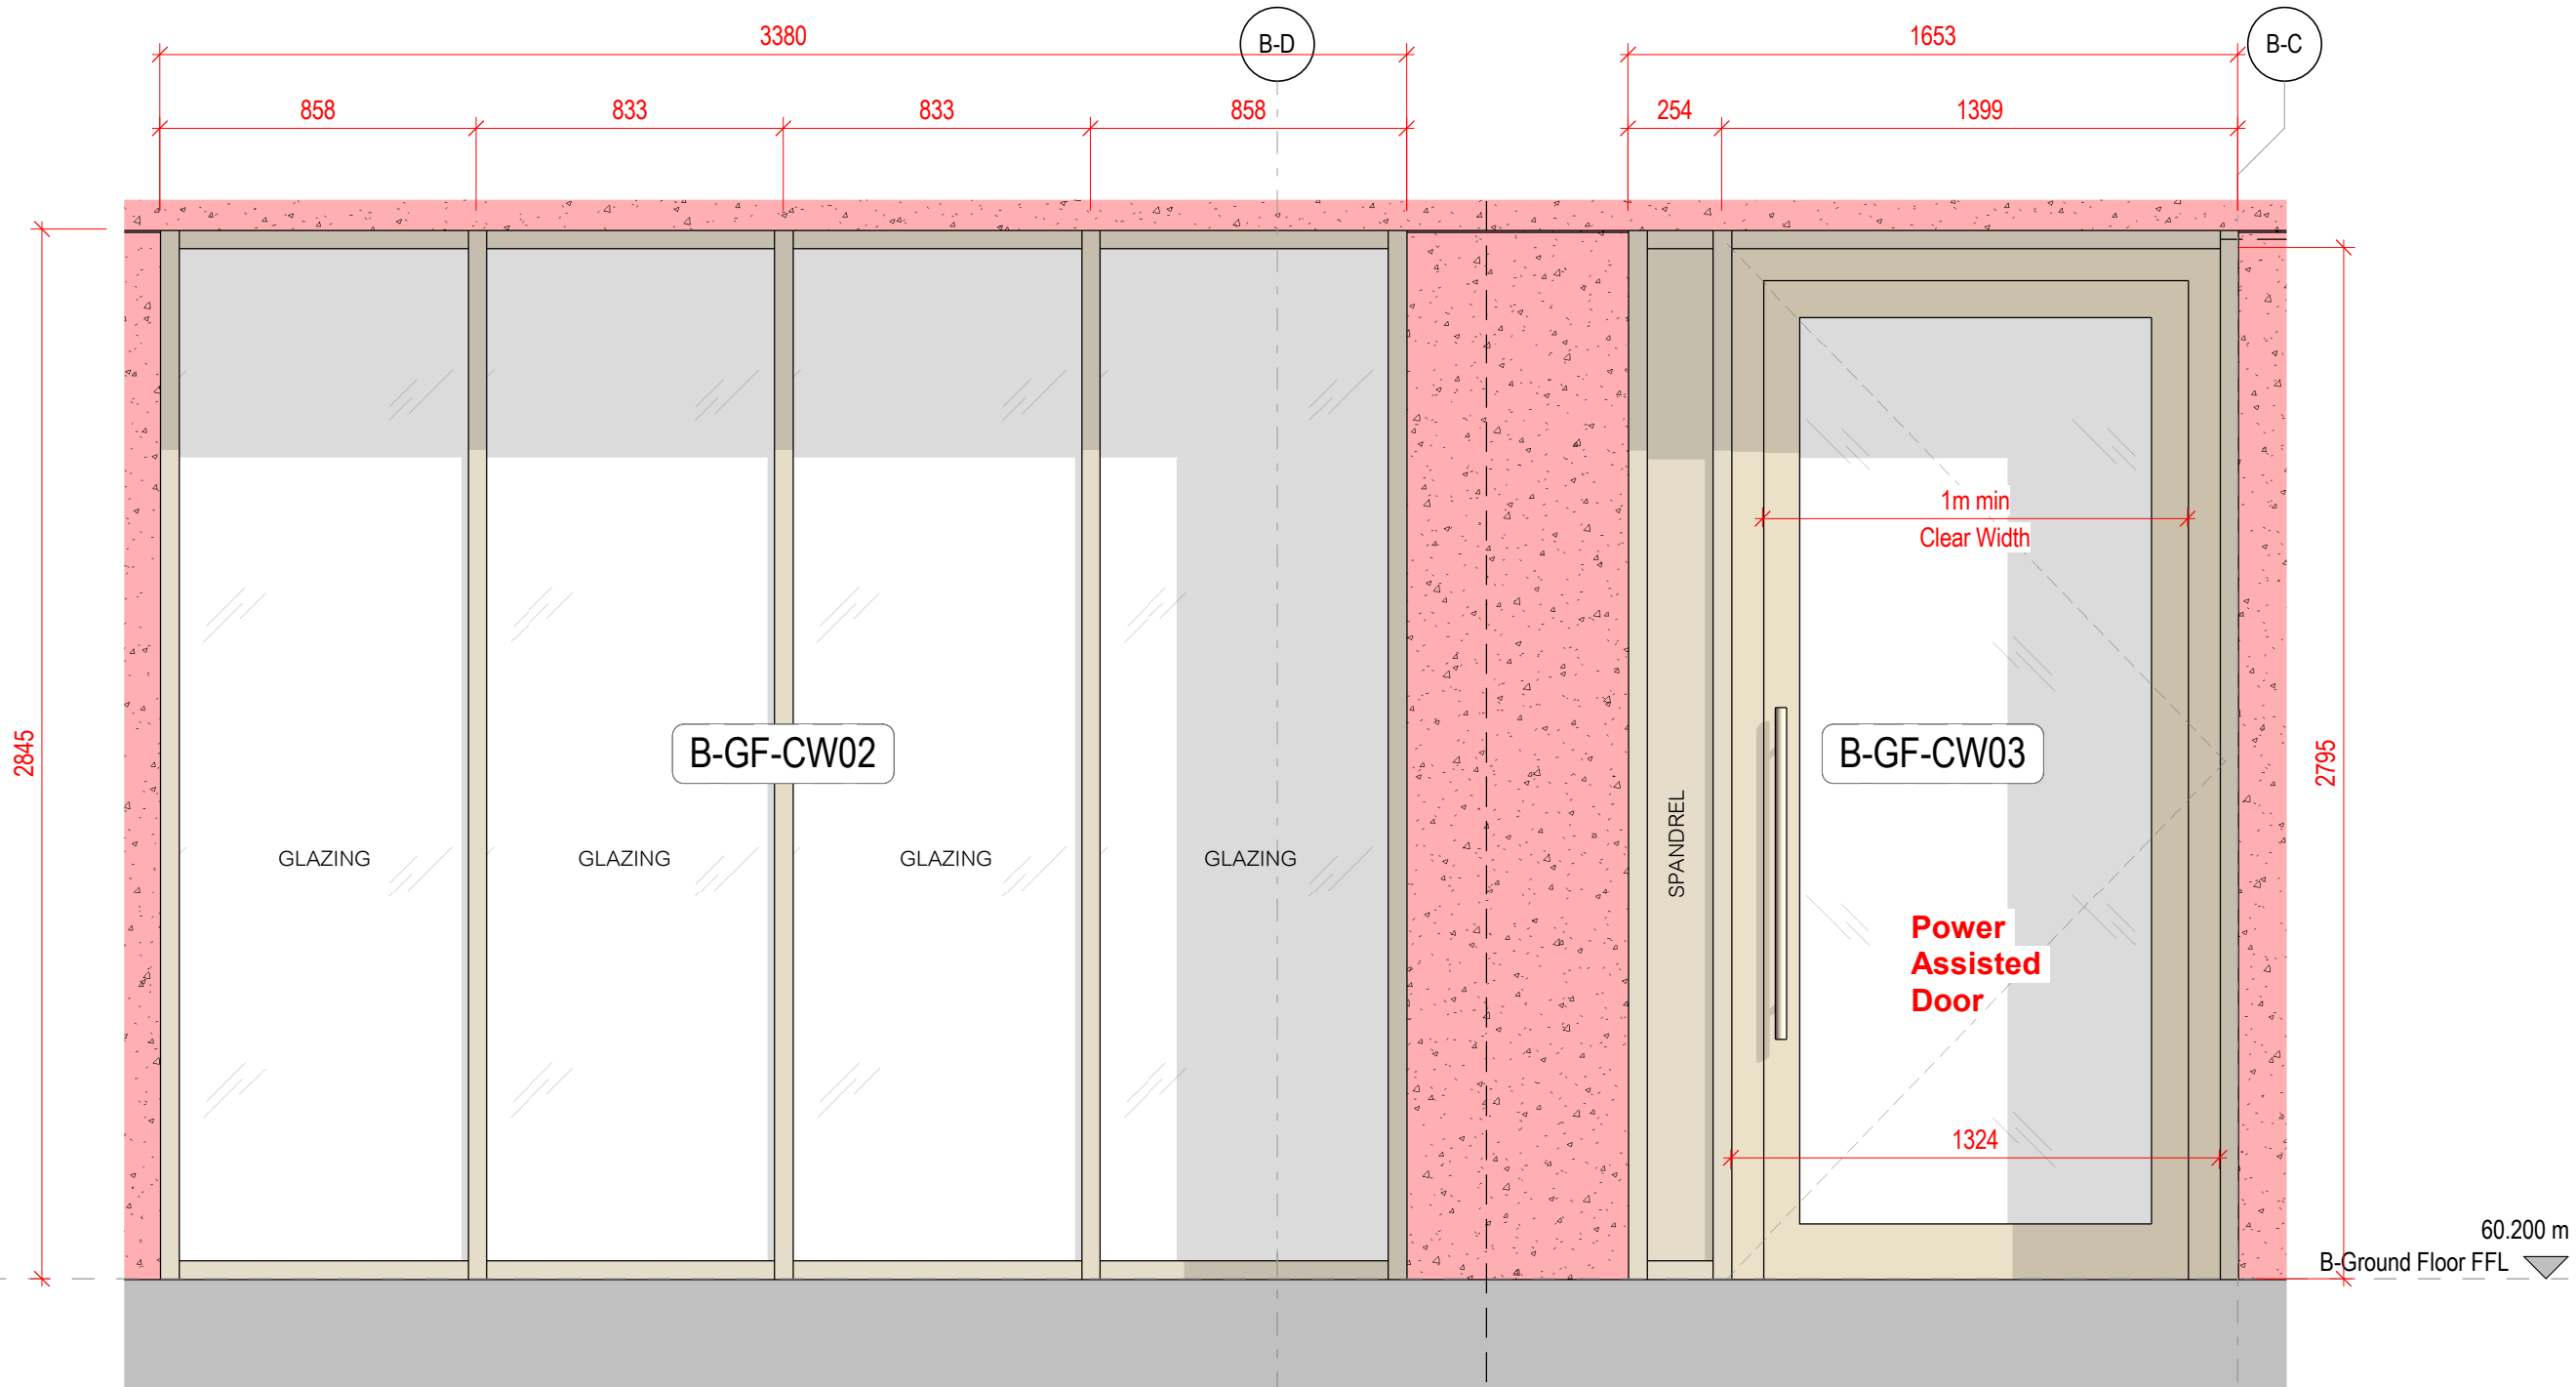 3380
B-D
1653
B-C
858
833
833
858
254
1399
1m min
Clear Width
2845
B-GF-CW02
B-GF-CW03
2795
SPANDREL
GLAZING
GLAZING
GLAZING
GLAZING
Power
Assisted
Door
1324
60.200 m
B-Ground Floor FFL